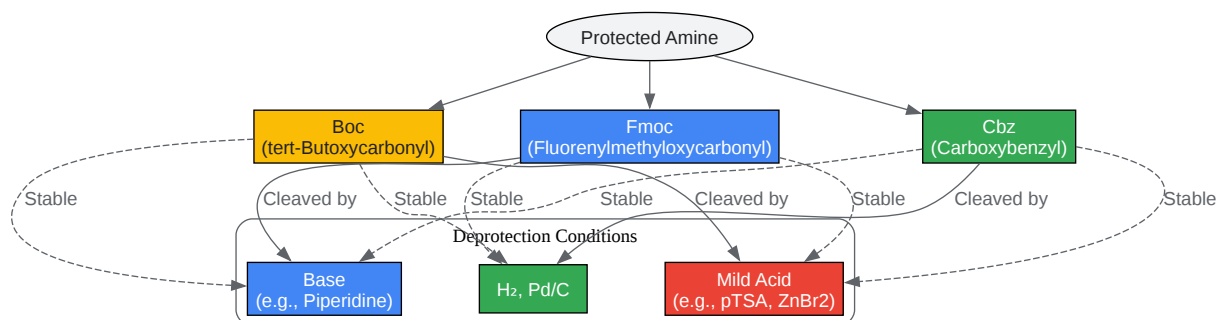 Protected Amine
Boc
(tert-Butoxycarbonyl)
Fmoc
(Fluorenylmethyloxycarbonyl)
Cbz
(Carboxybenzyl)
Stable
Cleaved by
Stable
Stable
Stable
Cleaved by
Stable
Cleaved by
Stable
Deprotection Conditions
Base
(e.g., Piperidine)
H₂, Pd/C
Mild Acid
(e.g., pTSA, ZnBr2)